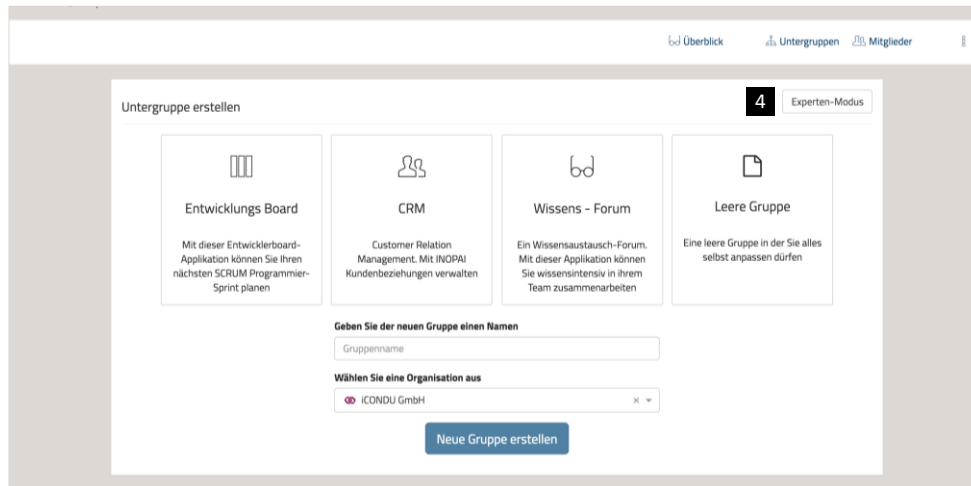 Überblick
Untergruppen
Mitglieder
Untergruppe erstellen
4
Experten-Modus
Entwicklungs Board
Mit dieser Entwicklerboard-
Applikation können Sie Ihren
nächsten SCRUM Programmier-
Sprint planen
CRM
Customer Relation
Management. Mit INOPAI
Kundenbeziehungen verwalten
Wissens - Forum
Ein Wissensaustausch-Forum.
Mit dieser Applikation können
Sie wissensintensiv in ihrem
Team zusammenarbeiten
Leere Gruppe
Eine leere Gruppe in der Sie alles
selbst anpassen dürfen
Geben Sie der neuen Gruppe einen Namen
Gruppenname
Wählen Sie eine Organisation aus
iCONDU GmbH
Neue Gruppe erstellen